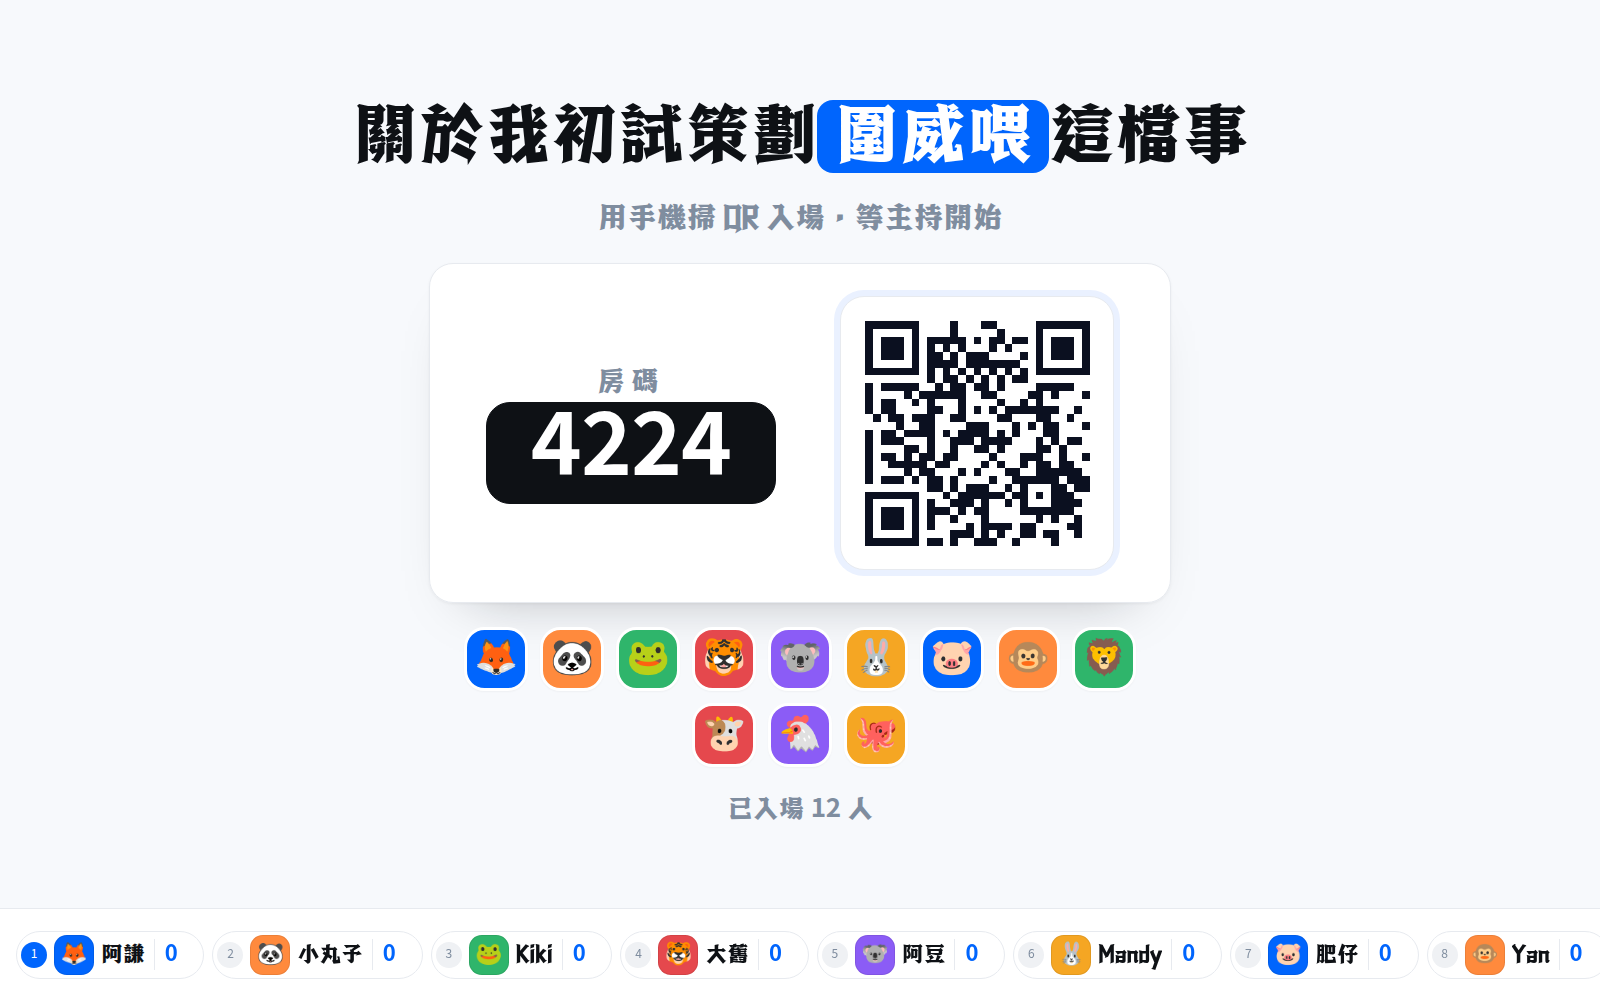 關於我初試策劃圍威喂這檔事
用手機掃 QR 入場，等主持開始
房碼
4224
已入場 12 人
1 阿謙 0 2 小丸子 0 3 Kiki 0 4 大舊 0 5 阿豆 0 6 Mandy 0 7 肥仔 0 8 Yan 0